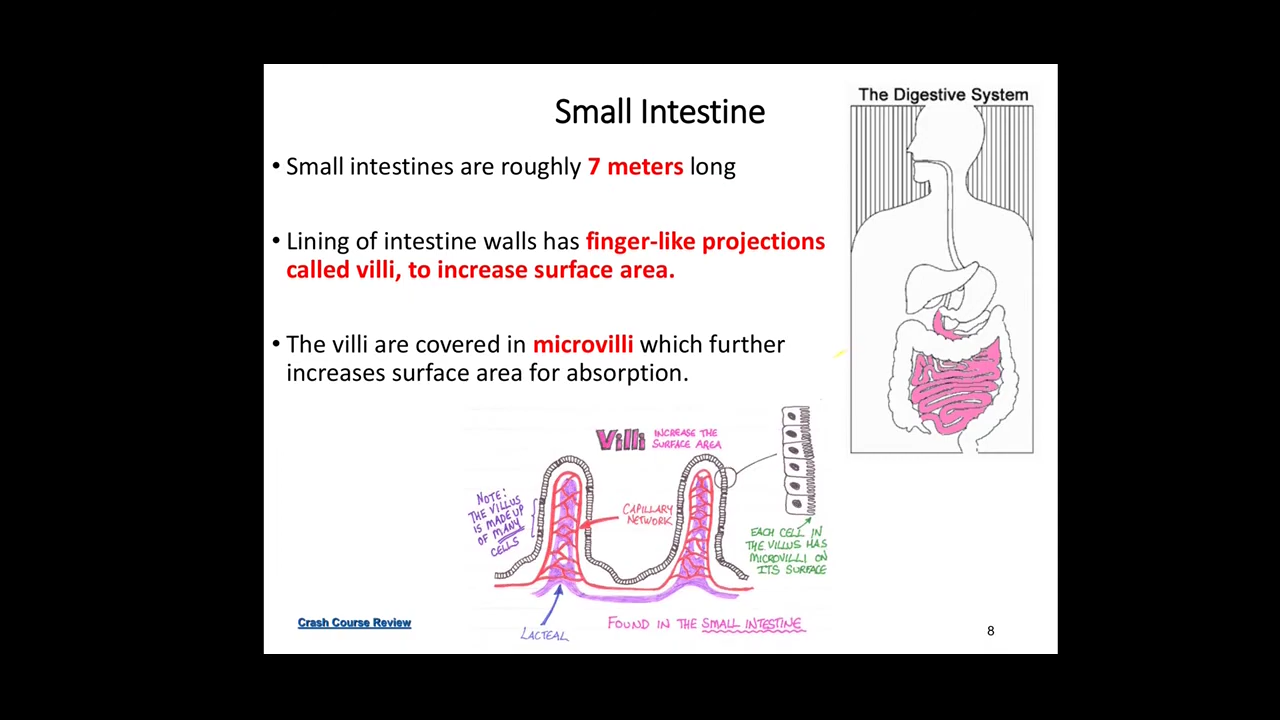 Small Intestine
The Digestive System
• Small intestines are roughly 7 meters long
• Lining of intestine walls has finger-like projections
called villi, to increase surface area.
• The villi are covered in microvilli which further
increases surface area for absorption.
Villi INCREASE THE
SURFACE AREA
NOTE:
THE VILLUS
IS MADE UP
OF MANY
CELLS
CAPILLARY
NETWORK
EACH CELL IN
THE VILLUS HAS
MICROVILLI ON
ITS SURFACE
LACTEAL
FOUND IN THE SMALL INTESTINE
Crash Course Review
8